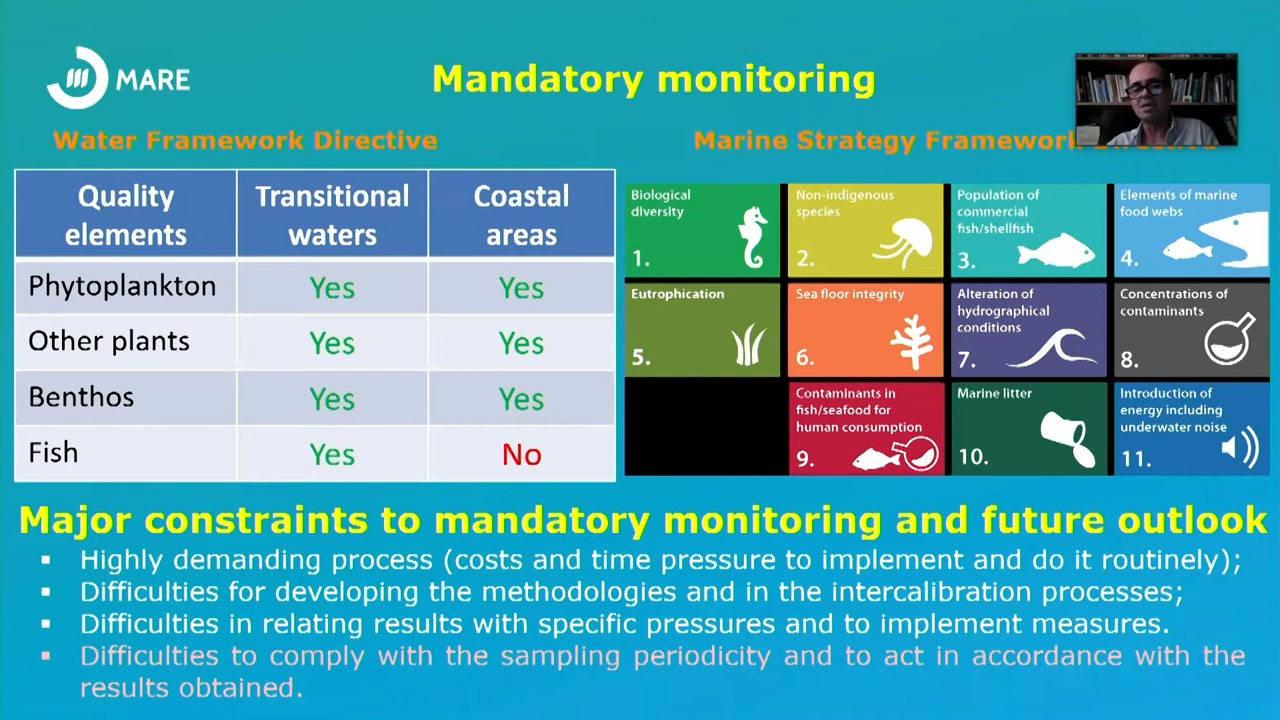 MARE
Mandatory monitoring
Water Framework Directive
Marine Strategy Framework Directive
Quality elements
Transitional waters
Coastal areas
Phytoplankton Yes Yes
Other plants Yes Yes
Benthos Yes Yes
Fish Yes No
Biological
diversity
1.
Non-indigenous
species
2.
Population of
commercial
fish/shellfish
3.
Elements of marine
food webs
4.
Eutrophication
5.
Sea floor integrity
6.
Alteration of
hydrographical
conditions
7.
Concentrations of
contaminants
8.
Contaminants in
fish/seafood for
human consumption
9.
Marine litter
10.
Introduction of
energy including
underwater noise
11.
Major constraints to mandatory monitoring and future outlook
▪ Highly demanding process (costs and time pressure to implement and do it routinely);
▪ Difficulties for developing the methodologies and in the intercalibration processes;
▪ Difficulties in relating results with specific pressures and to implement measures.
▪ Difficulties to comply with the sampling periodicity and to act in accordance with the
results obtained.